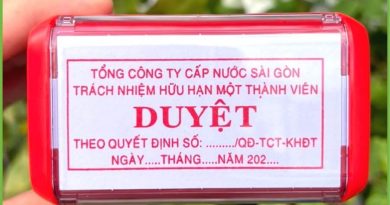 TỔNG CÔNG TY CẤP NƯỚC SÀI GÒN
TRÁCH NHIỆM HỮU HẠN MỘT THÀNH VIÊN
DUYỆT
THEO QUYẾT ĐỊNH SỐ: ........./QĐ-TCT-KHĐT
NGÀY.....THÁNG.....NĂM 202....